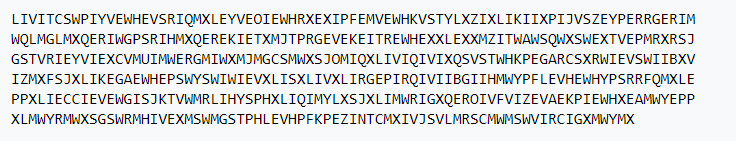 LIVITCSWPIYVEWHEVSRIQMXLEYVEOIEWHRXEXIPFEMVEWHKVSTYLXZIXLIKIIXPIJVSZEYPERRGERIM
WQLMGLMXQERIWGPSRIHMXQEREKIETXMJTPRGEVEKEITREWHEXXLEXXMZITWAWSQWXSWEXTVEPMRXRSJ
GSTVRIEYVIEXCVMUIMWERGMIWXMJMGCSMWXSJOMIQXLIVIQIVIXQSVSTWHKPEGARCSXRWIEVSWIIBXV
IZMXFSJXLIKEGAEWHEPSWYSWIWIEVXLISXLIVXLIRGEPIRQIVIIBGIIHMWYPFLEVHEWHYPSRRFQMXLE
PPXLIECCIEVEWGISJKTVWMRLIHYSPHXLIQIMYLXSJXLIMWRIGXQEROIVFVIZEVAEKPIEWHXEAMWYEPP
XLMWYRMWXSGSWRMHIVEXMSWMGSTPHLEVHPFKPEZINTCMXIVJSVLMRSCMWMSWVIRCIGXMWYMX